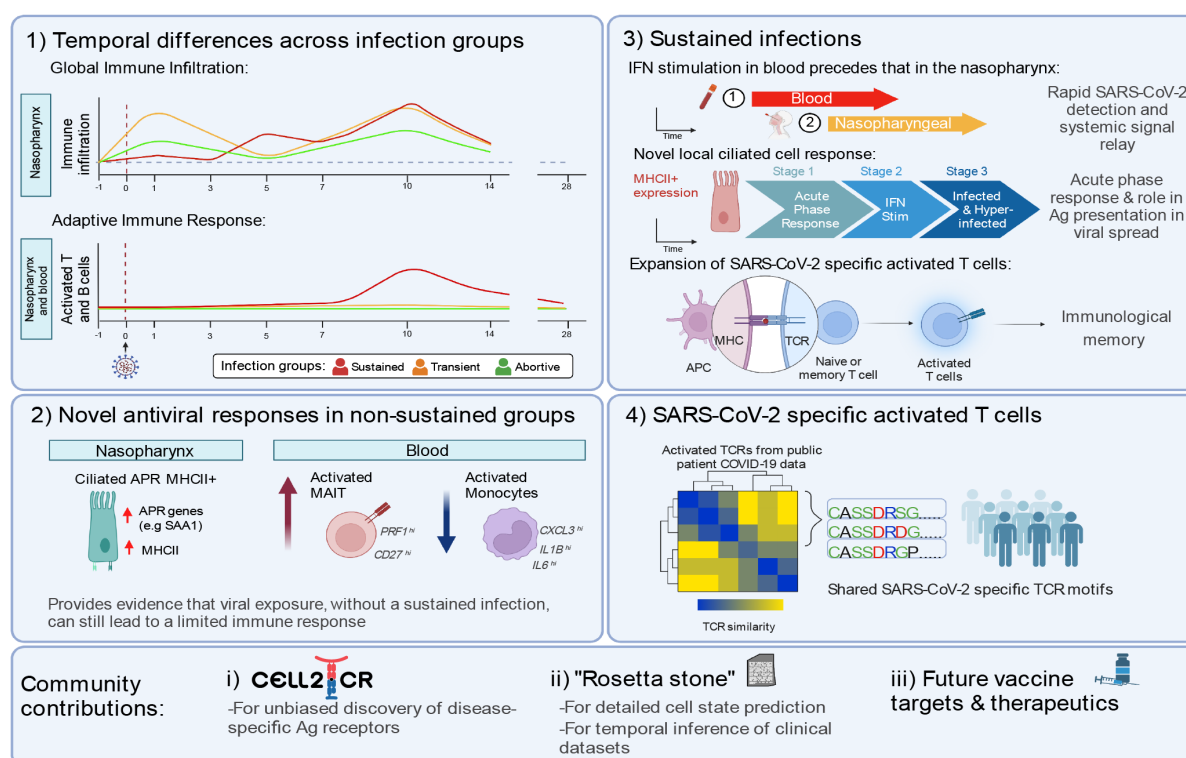 1) Temporal differences across infection groups
Global Immune Infiltration:
Nasopharynx
Immune
infiltration
-1 0 1 3 5 7 10 14 28
Adaptive Immune Response:
Nasopharynx
and blood
Activated T
and B cells
-1 0 1 3 5 7 10 14 28
Infection groups: Sustained Transient Abortive
2) Novel antiviral responses in non-sustained groups
Nasopharynx
Ciliated APR MHCII+
APR genes
(e.g SAA1)
MHCII
Blood
Activated
MAIT
PRF1 hi
CD27 hi
Activated
Monocytes
CXCL3 hi
IL1B hi
IL6 hi
Provides evidence that viral exposure, without a sustained infection,
can still lead to a limited immune response
3) Sustained infections
IFN stimulation in blood precedes that in the nasopharynx:
1 Blood
2 Nasopharyngeal
Time
Rapid SARS-CoV-2
detection and
systemic signal
relay
Novel local ciliated cell response:
MHCII+
expression
Time
Stage 1
Acute
Phase
Response
Stage 2
IFN
Stim
Stage 3
Infected
& Hyper-
infected
Acute phase
response & role in
Ag presentation in
viral spread
Expansion of SARS-CoV-2 specific activated T cells:
APC
MHC
TCR
Naive or
memory T cell
Activated
T cells
Immunological
memory
4) SARS-CoV-2 specific activated T cells
Activated TCRs from public
patient COVID-19 data
TCR similarity
CASSDRSG.....
CASSDRDG.....
CASSDRGP.....
Shared SARS-CoV-2 specific TCR motifs
Community
contributions:
i) CELL2TCR
-For unbiased discovery of disease-
specific Ag receptors
ii) "Rosetta stone"
-For detailed cell state prediction
-For temporal inference of clinical
datasets
iii) Future vaccine
targets & therapeutics